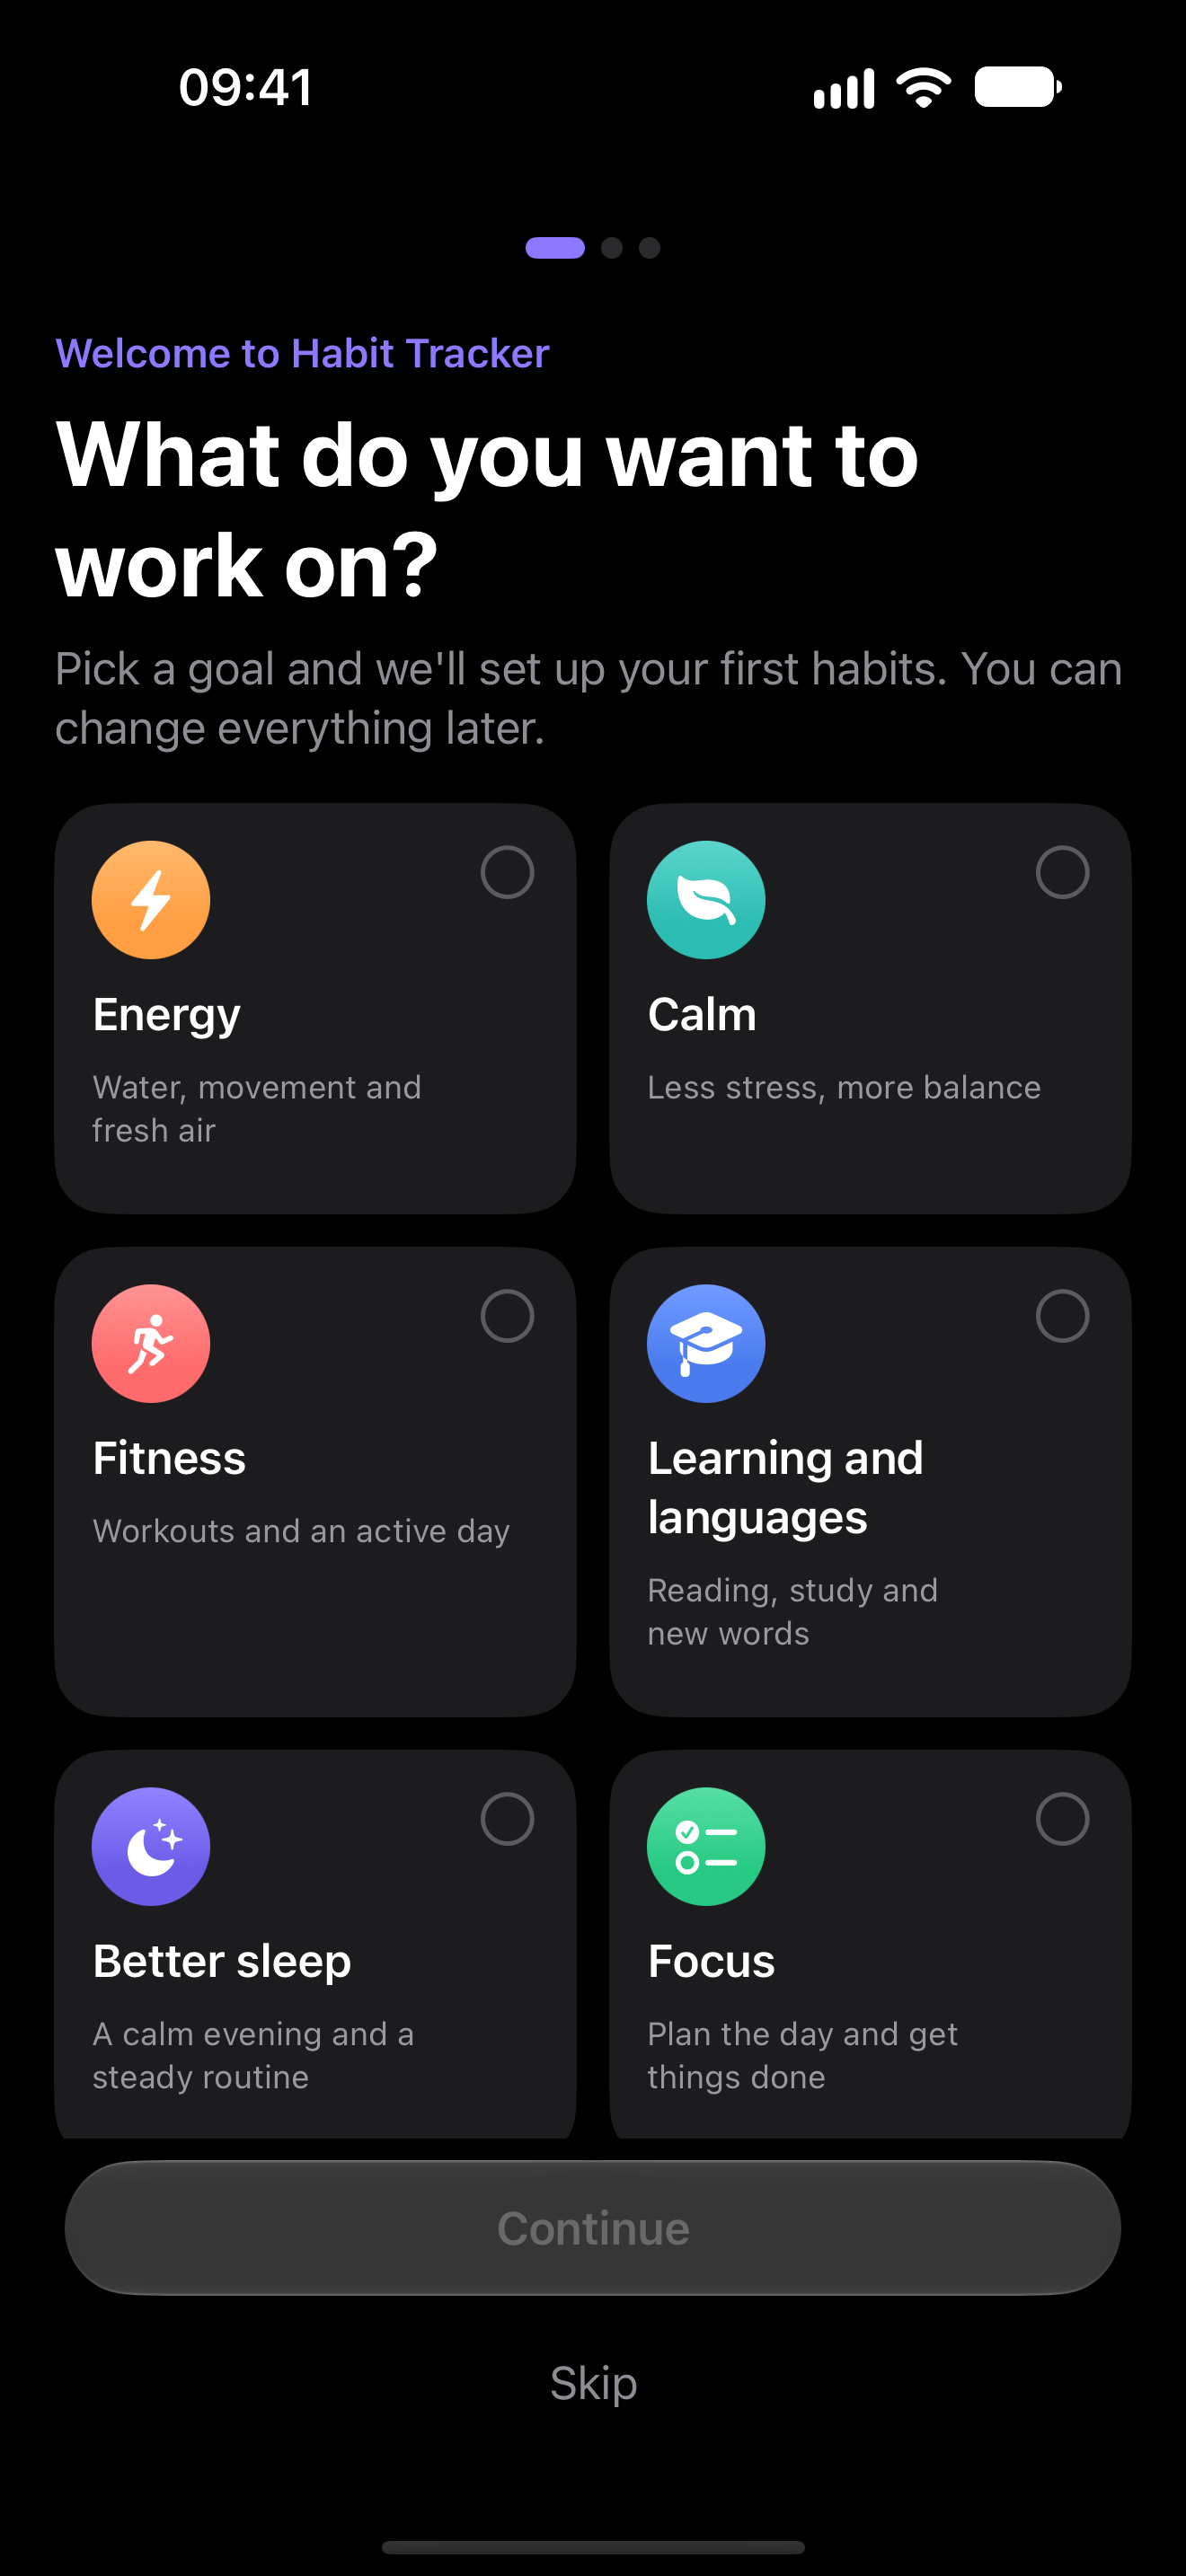 09:41
Welcome to Habit Tracker
What do you want to
work on?
Pick a goal and we'll set up your first habits. You can
change everything later.
Energy
Water, movement and
fresh air
Calm
Less stress, more balance
Fitness
Workouts and an active day
Learning and
languages
Reading, study and
new words
Better sleep
A calm evening and a
steady routine
Focus
Plan the day and get
things done
Continue
Skip